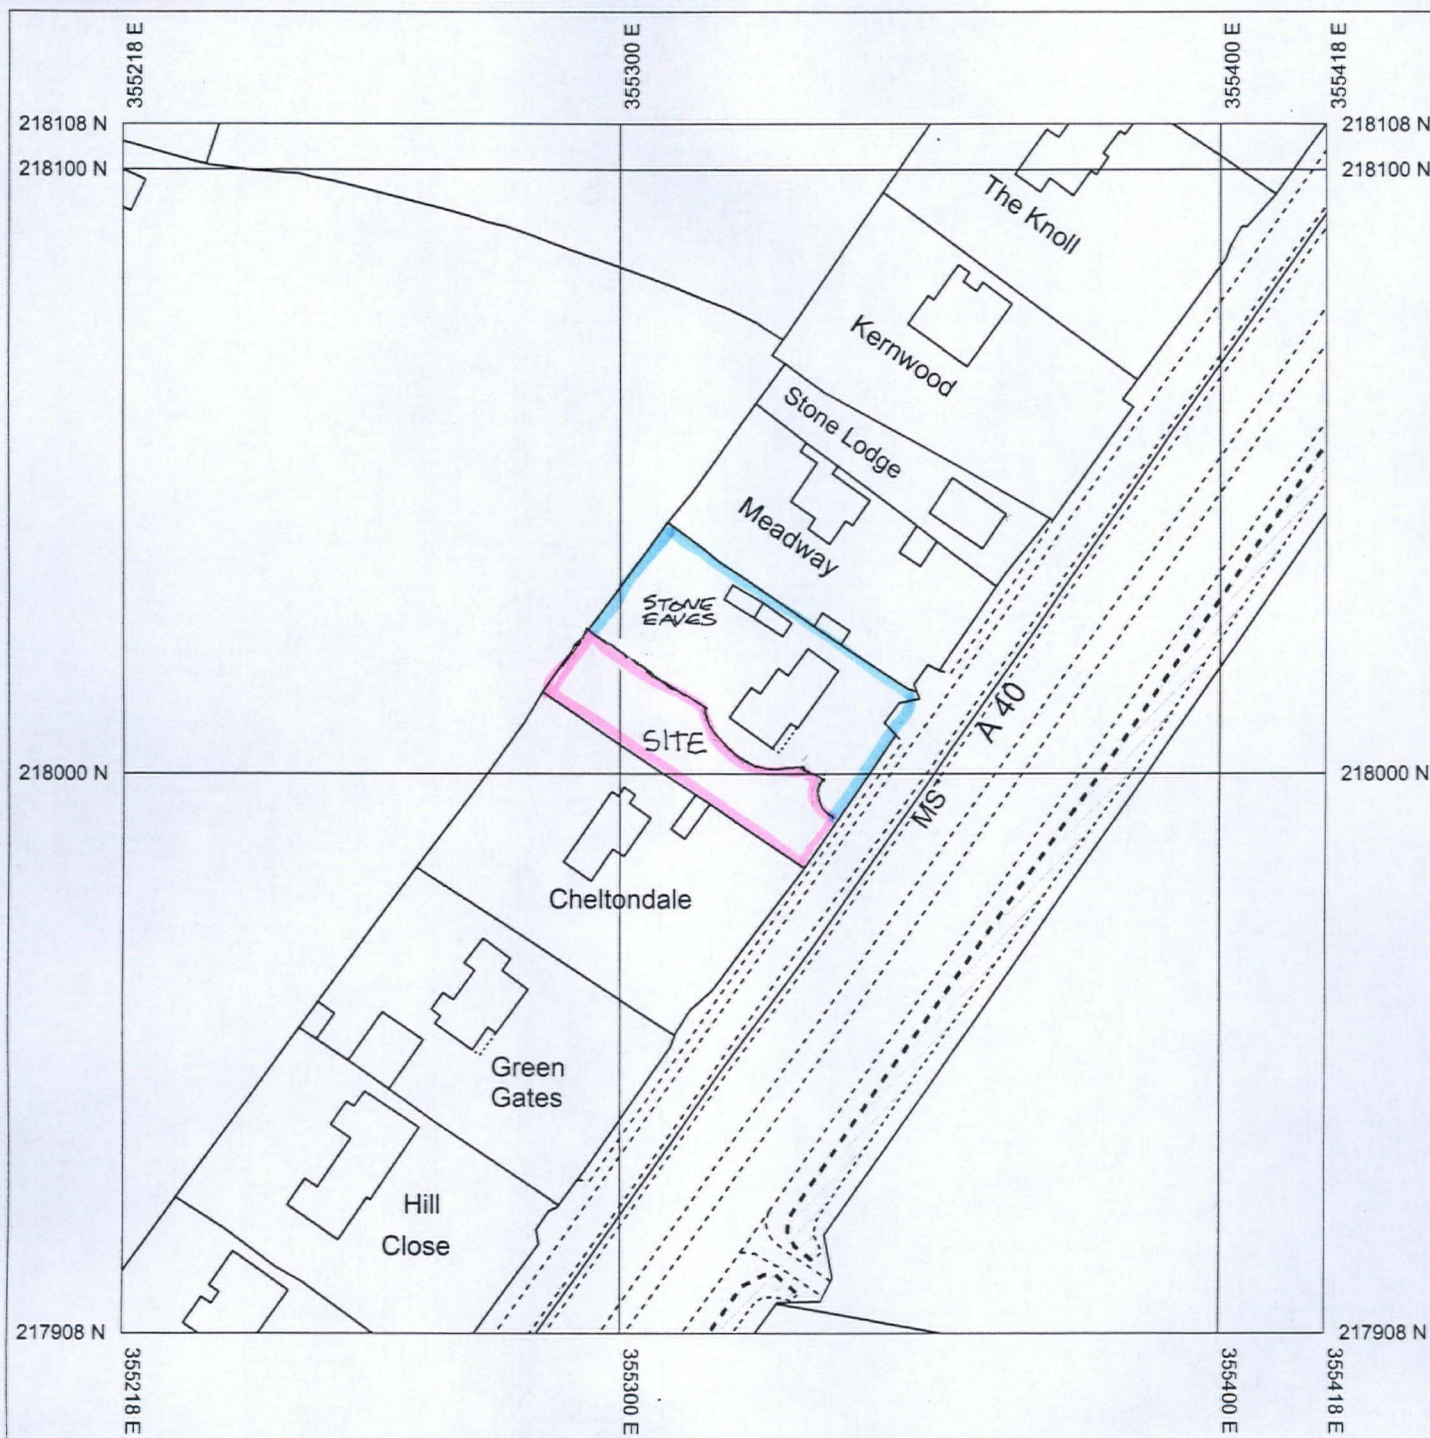 355218 E
355300 E
355400 E
355418 E
218108 N
218108 N
218100 N
218100 N
The Knoll
Kernwood
Stone Lodge
Meadway
STONE
EAVES
SITE
A 40
MS
218000 N
218000 N
Cheltondale
Green
Gates
Hill
Close
217908 N
217908 N
355218 E
355300 E
355400 E
355418 E